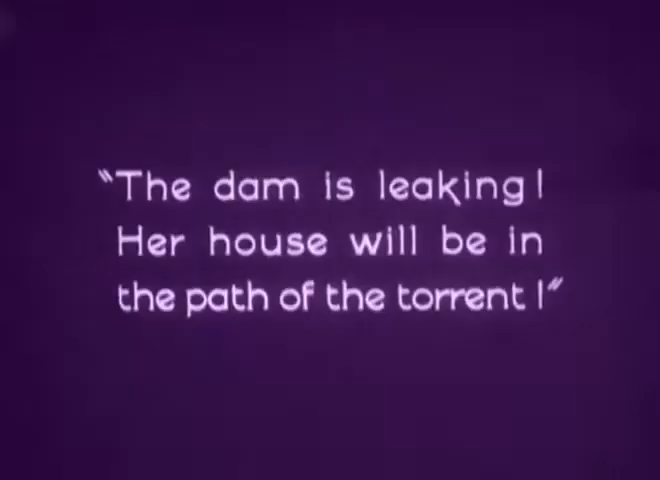 "The dam is leaking!
Her house will be in
the path of the torrent!"